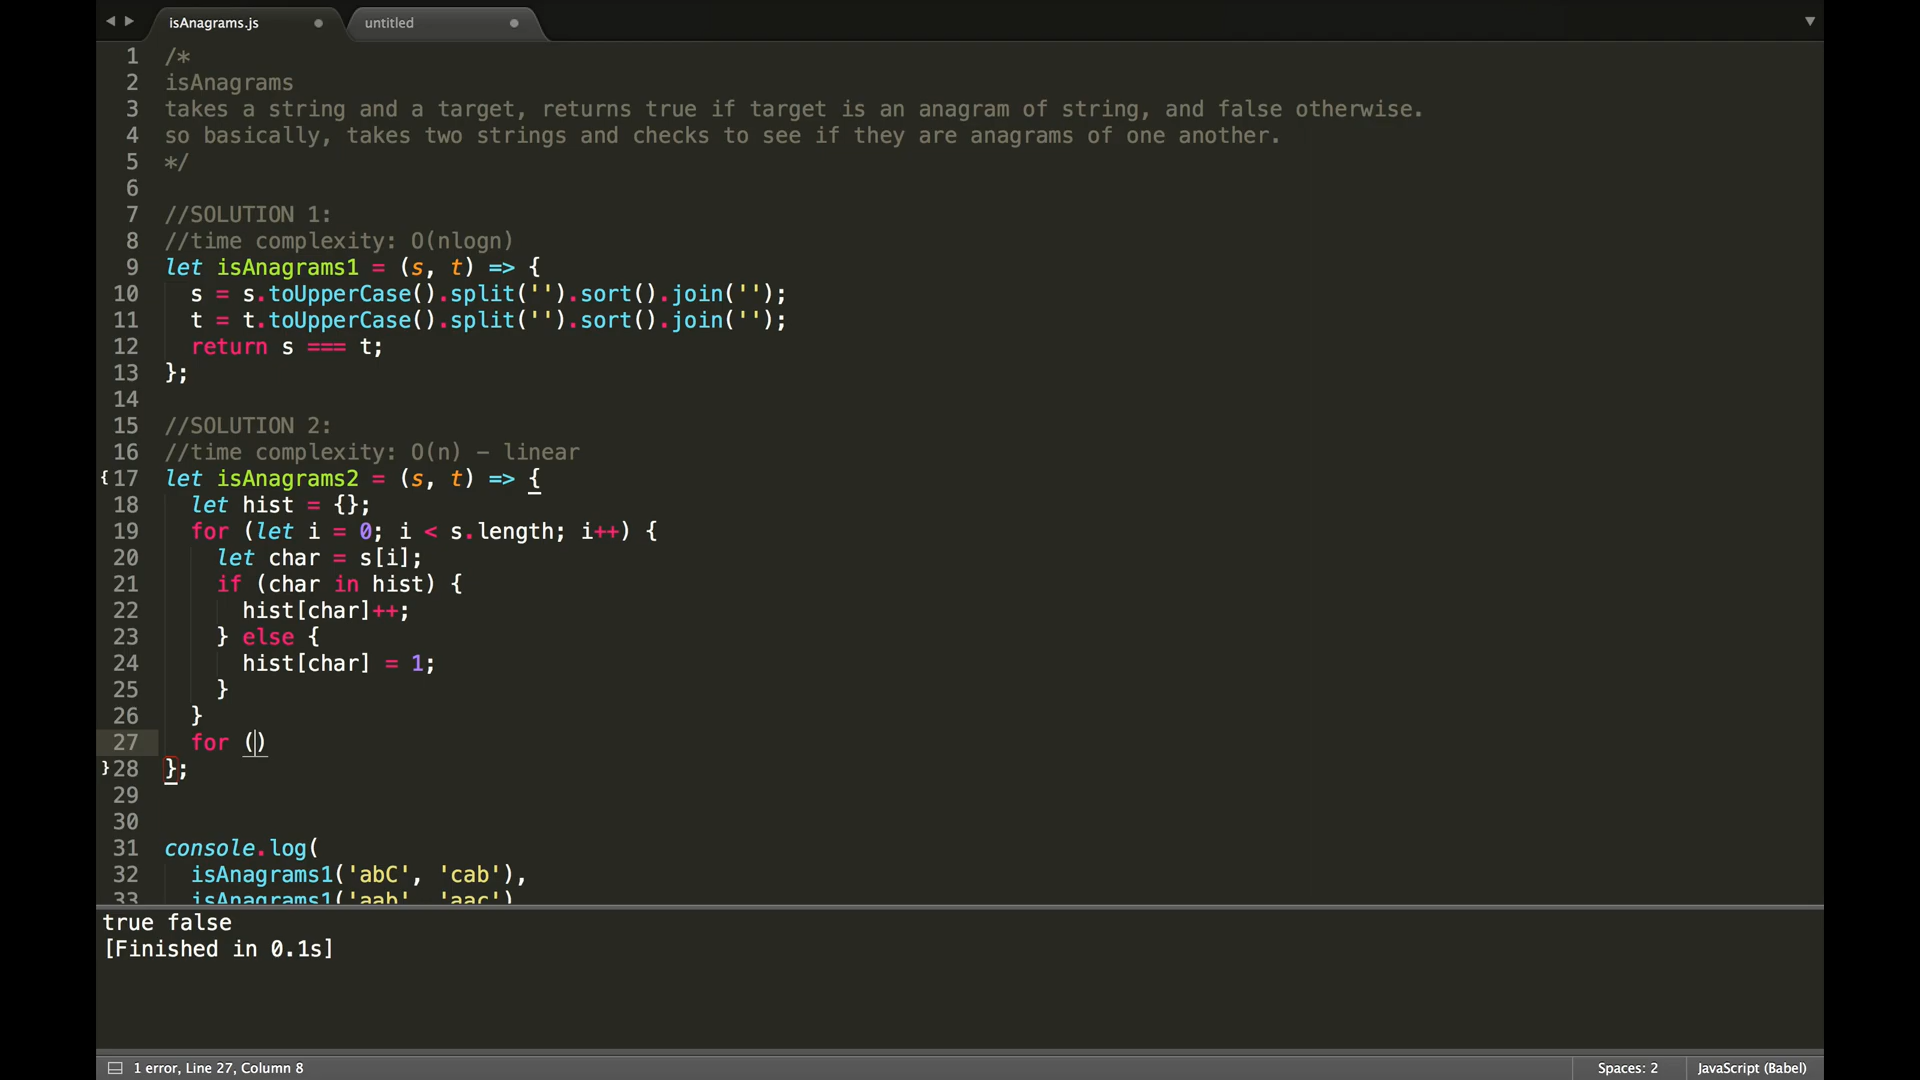 isAnagrams.js
untitled
1 /*
2 isAnagrams
3 takes a string and a target, returns true if target is an anagram of string, and false otherwise.
4 so basically, takes two strings and checks to see if they are anagrams of one another.
5 */
6
7 //SOLUTION 1:
8 //time complexity: O(nlogn)
9 let isAnagrams1 = (s, t) => {
10 s = s.toUpperCase().split('').sort().join('');
11 t = t.toUpperCase().split('').sort().join('');
12 return s === t;
13 };
14
15 //SOLUTION 2:
16 //time complexity: O(n) – linear
{ 17 let isAnagrams2 = (s, t) => {
18 let hist = {};
19 for (let i = 0; i < s.length; i++) {
20 let char = s[i];
21 if (char in hist) {
22 hist[char]++;
23 } else {
24 hist[char] = 1;
25 }
26 }
27 for ()
} 28 };
29
30
31 console.log(
32 isAnagrams1('abC', 'cab'),
33 isAnagrams1('aab', 'aac')
true false
[Finished in 0.1s]
1 error, Line 27, Column 8
Spaces: 2
JavaScript (Babel)